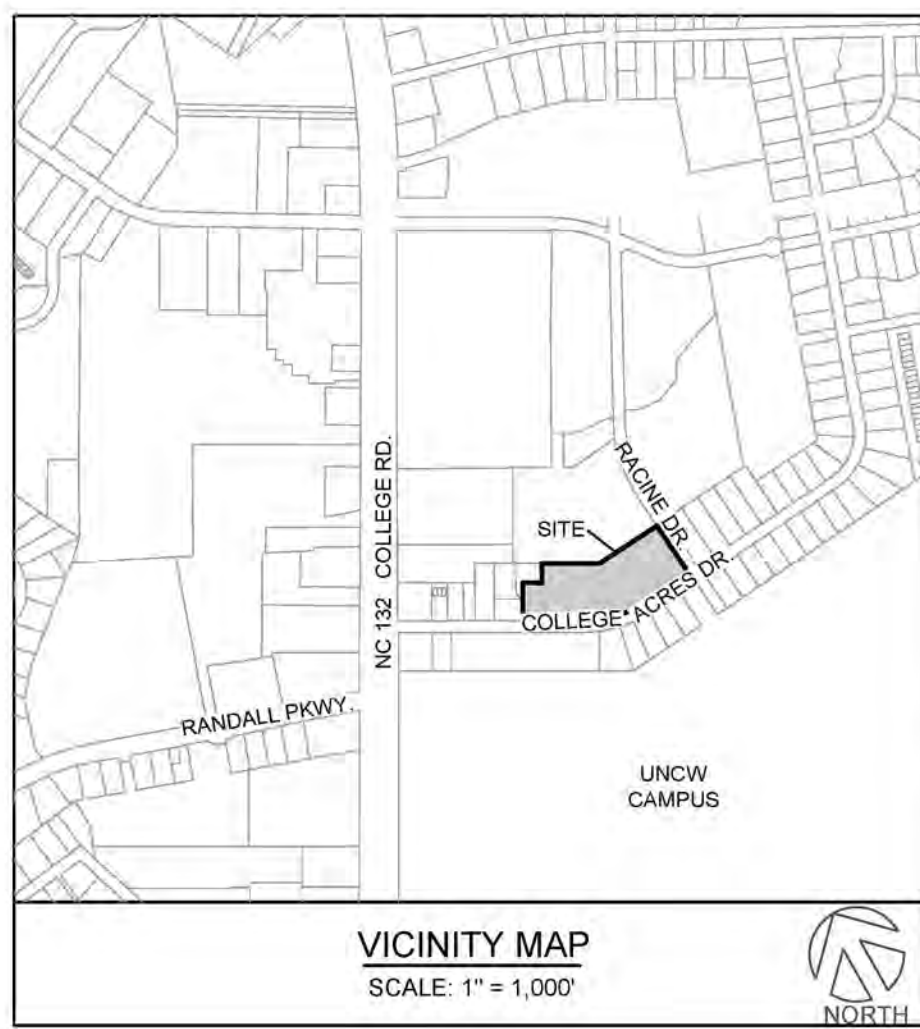 RACINE DR.
SITE
NC 132 COLLEGE RD.
COLLEGE ACRES DR.
RANDALL PKWY.
UNCW
CAMPUS
VICINITY MAP
SCALE: 1" = 1,000'
NORTH